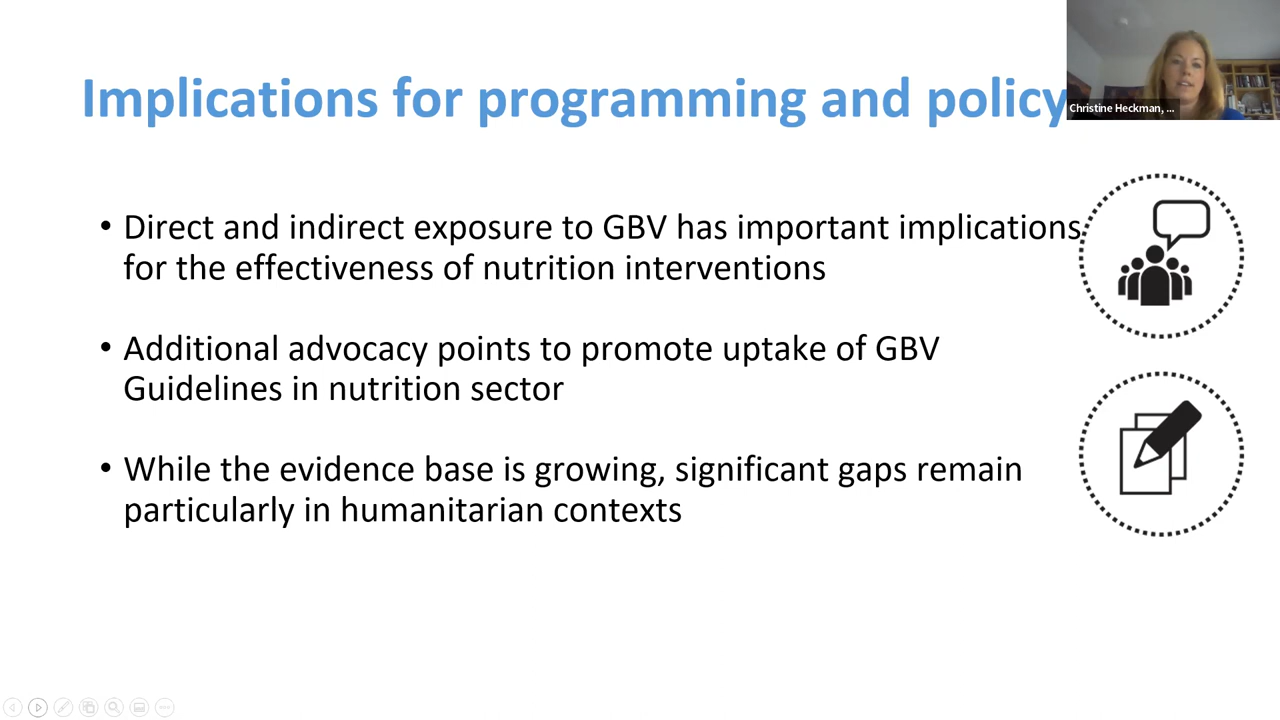 Implications for programming and policy
Christine Heckman, ...
• Direct and indirect exposure to GBV has important implications
for the effectiveness of nutrition interventions
• Additional advocacy points to promote uptake of GBV
Guidelines in nutrition sector
• While the evidence base is growing, significant gaps remain
particularly in humanitarian contexts